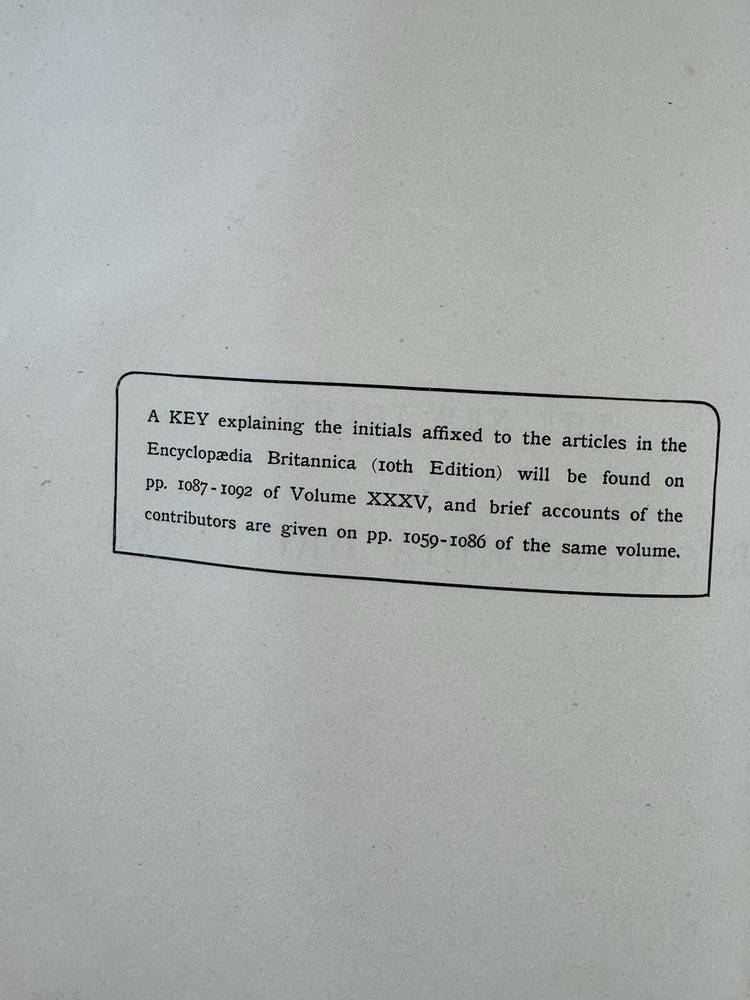 A KEY explaining the initials affixed to the articles in the
Encyclopædia Britannica (10th Edition) will be found on
pp. 1087-1092 of Volume XXXV, and brief accounts of the
contributors are given on pp. 1059-1086 of the same volume.